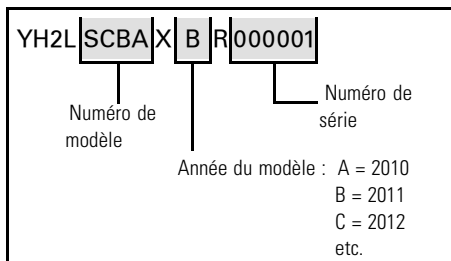 YH2L SCBA X B R 000001
Numéro de
modèle
Numéro de
série
Année du modèle : A = 2010
B = 2011
C = 2012
etc.